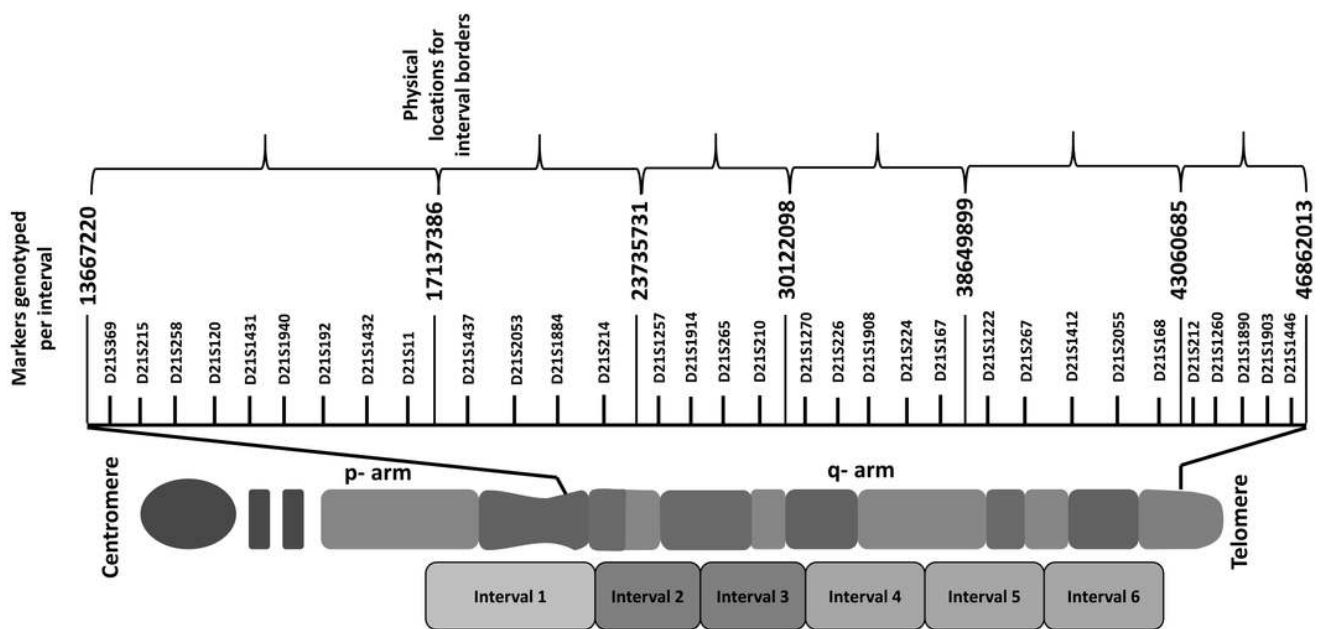 Physical
locations for
interval borders
Markers genotyped
per interval
13667220
17137386
23735731
30122098
38649899
43060685
46862013
D21S369
D21S215
D21S258
D21S120
D21S1431
D21S1940
D21S192
D21S1432
D21S11
D21S1437
D21S2053
D21S1884
D21S214
D21S1257
D21S1914
D21S265
D21S210
D21S1270
D21S226
D21S1908
D21S224
D21S167
D21S1222
D21S267
D21S1412
D21S2055
D21S168
D21S212
D21S1260
D21S1890
D21S1903
D21S1446
Centromere
p- arm
q- arm
Telomere
Interval 1
Interval 2
Interval 3
Interval 4
Interval 5
Interval 6